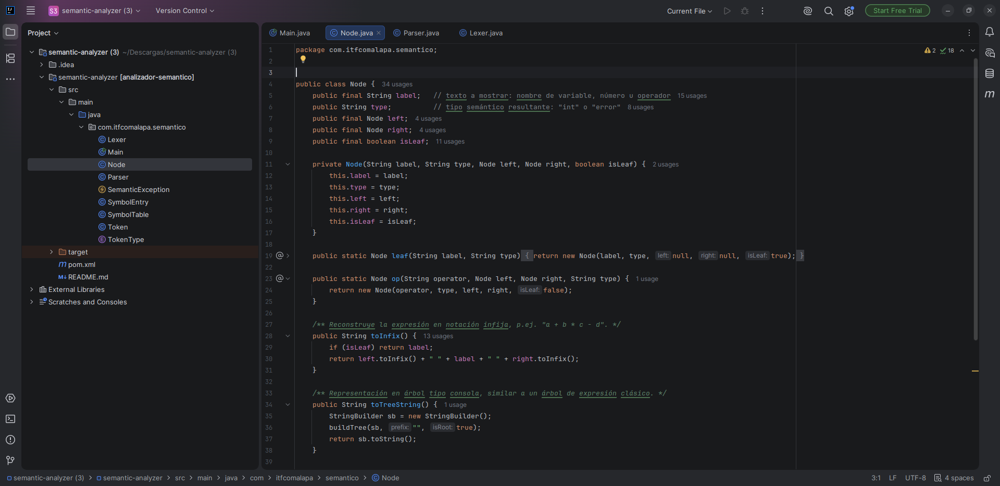 S3 semantic-analyzer (3) Version Control Current File Start Free Trial
Project
semantic-analyzer (3) ~/Descargas/semantic-analyzer (3)
.idea
semantic-analyzer [analizador-semantico]
src
main
java
com.itfcomalapa.semantico
Lexer
Main
Node
Parser
SemanticException
SymbolEntry
SymbolTable
Token
TokenType
target
pom.xml
README.md
External Libraries
Scratches and Consoles
Main.java Node.java Parser.java Lexer.java
2 18
1 package com.itfcomalapa.semantico;
2
3
4 public class Node { 34 usages
5 public final String label; // texto a mostrar: nombre de variable, número u operador 15 usages
6 public String type; // tipo semántico resultante: "int" o "error" 8 usages
7 public final Node left; 4 usages
8 public final Node right; 4 usages
9 public final boolean isLeaf; 11 usages
10
11 private Node(String label, String type, Node left, Node right, boolean isLeaf) { 2 usages
12 this.label = label;
13 this.type = type;
14 this.left = left;
15 this.right = right;
16 this.isLeaf = isLeaf;
17 }
18
19 public static Node leaf(String label, String type) { return new Node(label, type, left: null, right: null, isLeaf: true); }
22
23 public static Node op(String operator, Node left, Node right, String type) { 1 usage
24 return new Node(operator, type, left, right, isLeaf: false);
25 }
26
27 /** Reconstruye la expresión en notación infija, p.ej. "a + b * c - d". */
28 public String toInfix() { 13 usages
29 if (isLeaf) return label;
30 return left.toInfix() + " " + label + " " + right.toInfix();
31 }
32
33 /** Representación en árbol tipo consola, similar a un árbol de expresión clásico. */
34 public String toTreeString() { 1 usage
35 StringBuilder sb = new StringBuilder();
36 buildTree(sb, prefix: "", isRoot: true);
37 return sb.toString();
38 }
39
semantic-analyzer (3) > semantic-analyzer > src > main > java > com > itfcomalapa > semantico > Node 3:1 LF UTF-8 4 spaces